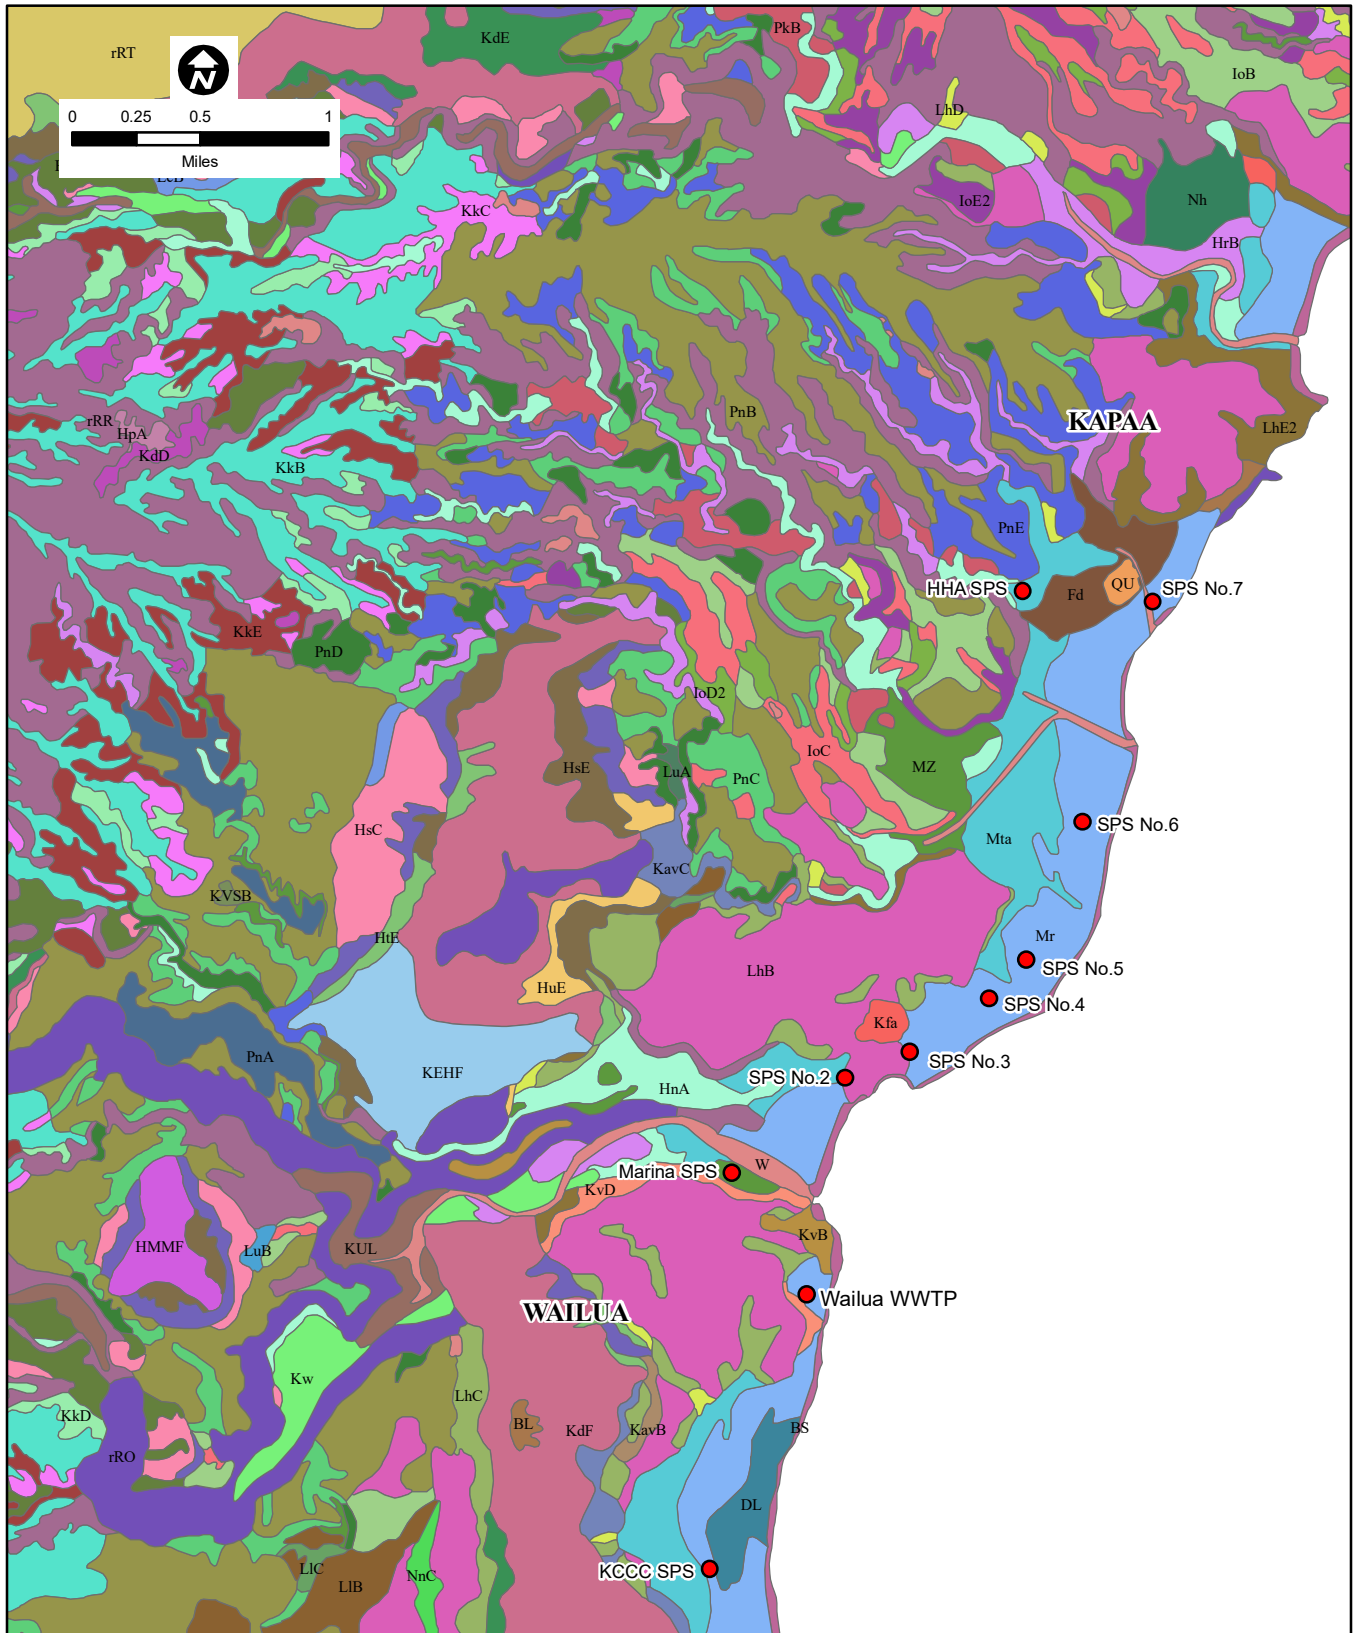 PkB
KdE
rRT
N
IoB
0 0.25 0.5 1
LhD
Miles
KkC
IoE2
Nh
HrB
rRR
HpA
KdD
PnB
KAPAA
LhE2
KkB
PnE
HHA SPS
Fd
QU
SPS No.7
KkE
PnD
IoD2
HsE
LuA
PnC
IoC
MZ
HsC
SPS No.6
Mta
KavC
KVSB
HtE
Mr
LhB
SPS No.5
HuE
SPS No.4
Kfa
PnA
KEHF
SPS No.3
HnA
SPS No.2
Marina SPS
W
KvD
HMMF
LuB
KUL
KvB
WAILUA
Wailua WWTP
Kw
LhC
KkD
BL
KdF
KavB
BS
rRO
DL
LlC
LlB
NnC
KCCC SPS